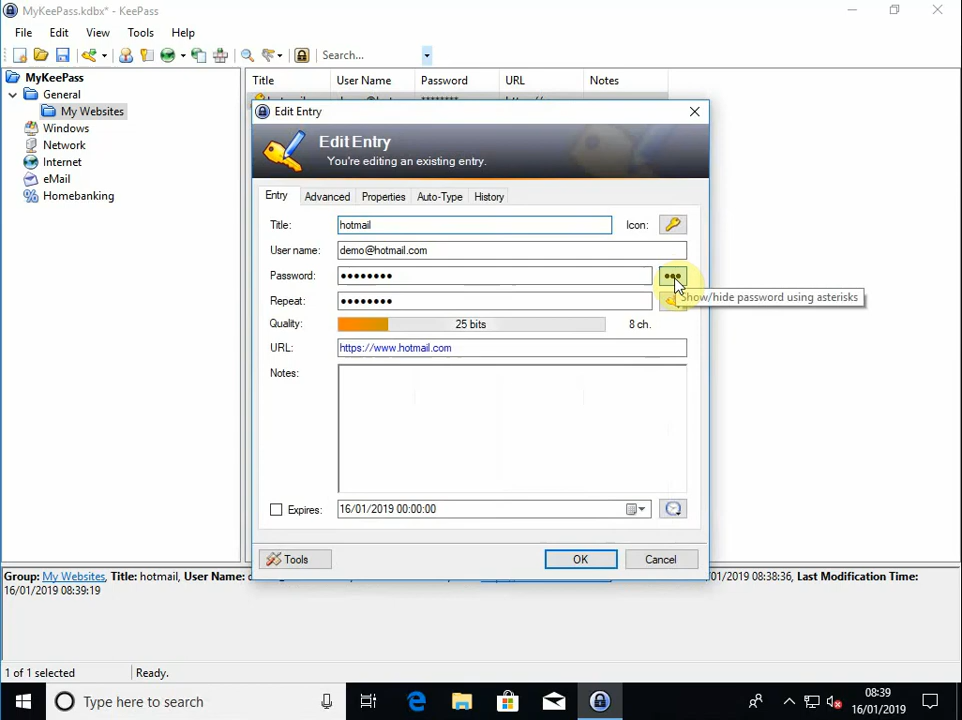 MyKeePass.kdbx* - KeePass
File Edit View Tools Help
Search...
MyKeePass
General
My Websites
Windows
Network
Internet
eMail
Homebanking
Title User Name Password URL Notes
Edit Entry
Edit Entry
You're editing an existing entry.
Entry Advanced Properties Auto-Type History
Title: hotmail Icon:
User name: demo@hotmail.com
Password: ●●●●●●●●
Show/hide password using asterisks
Repeat: ●●●●●●●●
Quality: 25 bits 8 ch.
URL: https://www.hotmail.com
Notes:
Expires: 16/01/2019 00:00:00
Tools OK Cancel
Group: My Websites, Title: hotmail, User Name: /01/2019 08:38:36, Last Modification Time:
16/01/2019 08:39:19
1 of 1 selected Ready.
Type here to search
08:39
16/01/2019